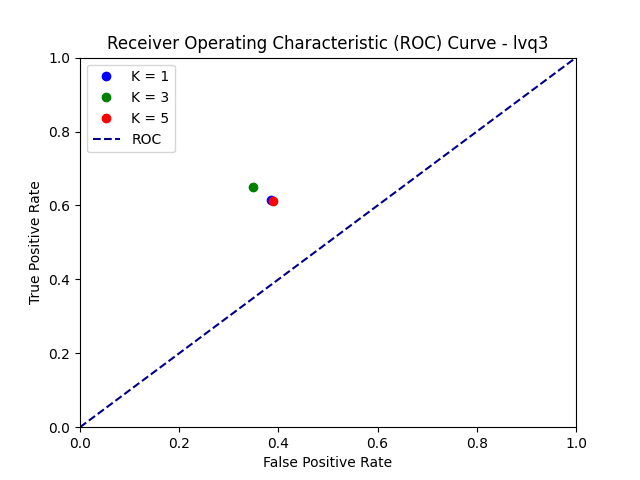 Receiver Operating Characteristic (ROC) Curve - lvq3
K = 1
K = 3
K = 5
ROC
True Positive Rate
1.0
0.8
0.6
0.4
0.2
0.0
0.0 0.2 0.4 0.6 0.8 1.0
False Positive Rate